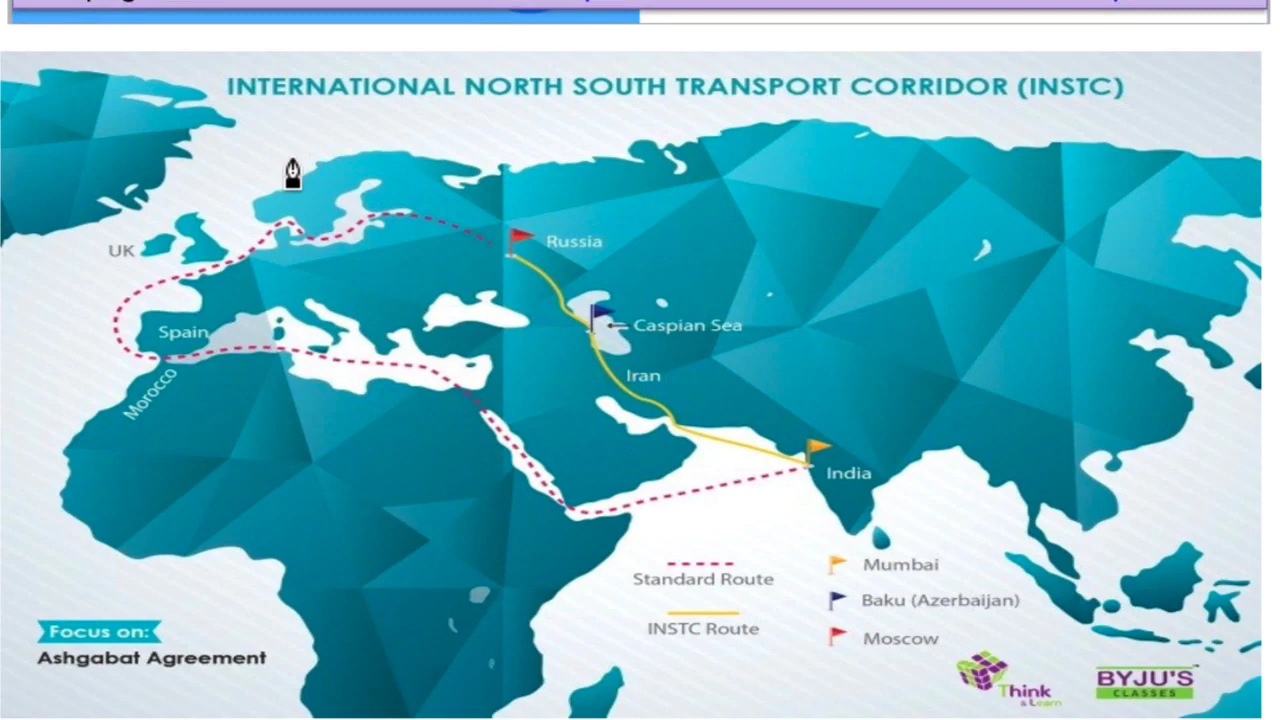 INTERNATIONAL NORTH SOUTH TRANSPORT CORRIDOR (INSTC)
UK
Russia
Spain
Caspian Sea
Morocco
Iran
India
Standard Route
INSTC Route
Mumbai
Baku (Azerbaijan)
Moscow
Focus on:
Ashgabat Agreement
Think
& Learn
BYJU'S
CLASSES